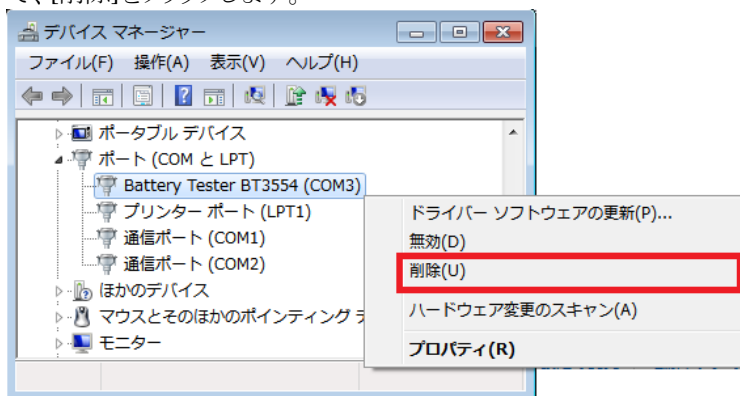 デバイス マネージャー
ファイル(F) 操作(A) 表示(V) ヘルプ(H)
ポータブル デバイス
ポート (COM と LPT)
Battery Tester BT3554 (COM3)
プリンター ポート (LPT1)
通信ポート (COM1)
通信ポート (COM2)
ほかのデバイス
マウスとそのほかのポインティング
モニター
ドライバー ソフトウェアの更新(P)...
無効(D)
削除(U)
ハードウェア変更のスキャン(A)
プロパティ(R)